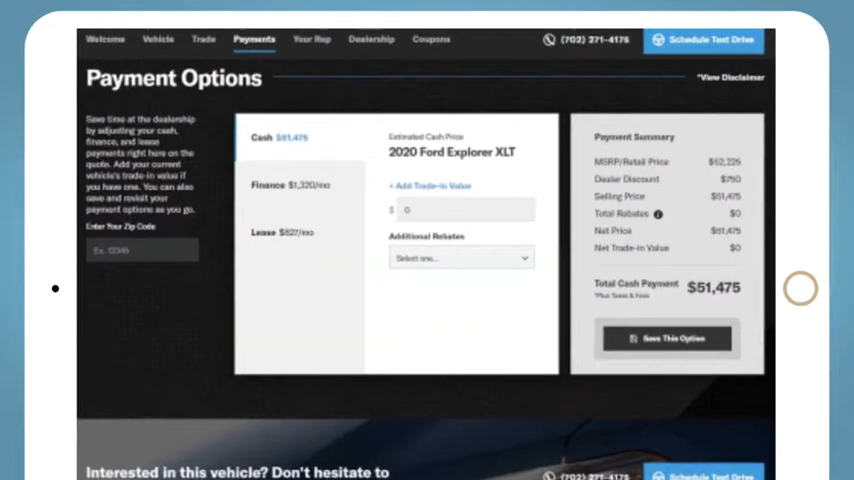 Welcome Vehicle Trade Payments Your Rep Dealership Coupons (702) 271-4175 Schedule Test Drive
Payment Options
*View Disclaimer
Save time at the dealership
by adjusting your cash,
finance, and lease
payments right here on the
quote. Add your current
vehicle's trade-in value if
you have one. You can also
save and revisit your
payment options as you go.
Enter Your Zip Code
Ex. 12345
Cash $51,475
Finance $1,320/mo
Lease $827/mo
Estimated Cash Price
2020 Ford Explorer XLT
+ Add Trade-in Value
$ 0
Additional Rebates
Select one...
Payment Summary
MSRP/Retail Price $52,225
Dealer Discount $750
Selling Price $51,475
Total Rebates $0
Net Price $51,475
Net Trade-in Value $0
Total Cash Payment $51,475
*Plus Taxes & Fees
Save This Option
Interested in this vehicle? Don't hesitate to
(702) 271-4175 Schedule Test Drive